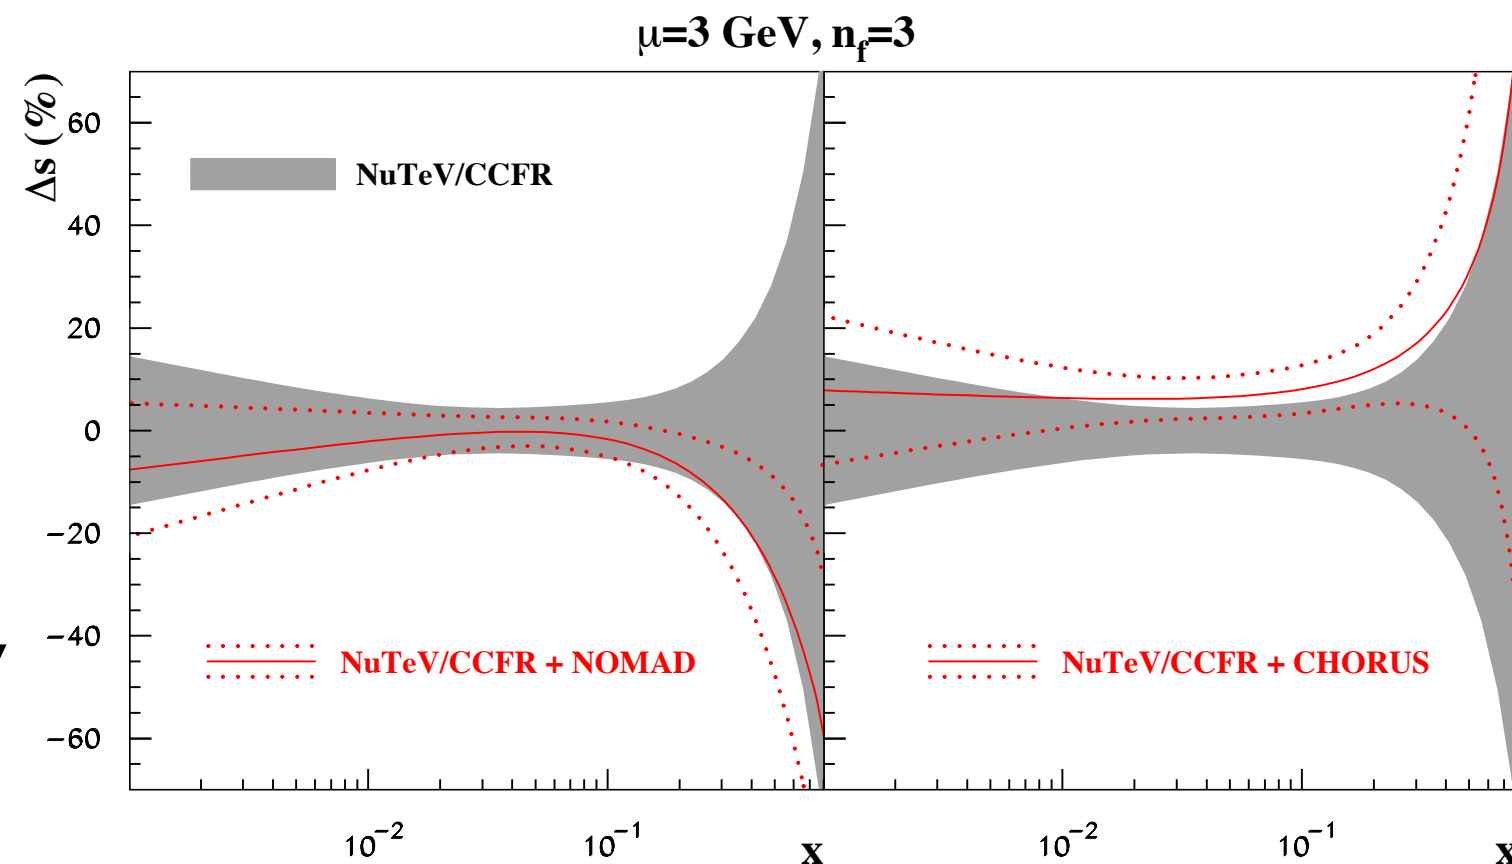 μ=3 GeV, n_f=3
Δs (%)
60
40
20
0
−20
−40
−60
NuTeV/CCFR
NuTeV/CCFR + NOMAD
NuTeV/CCFR + CHORUS
10⁻²
10⁻¹
x
10⁻²
10⁻¹
x